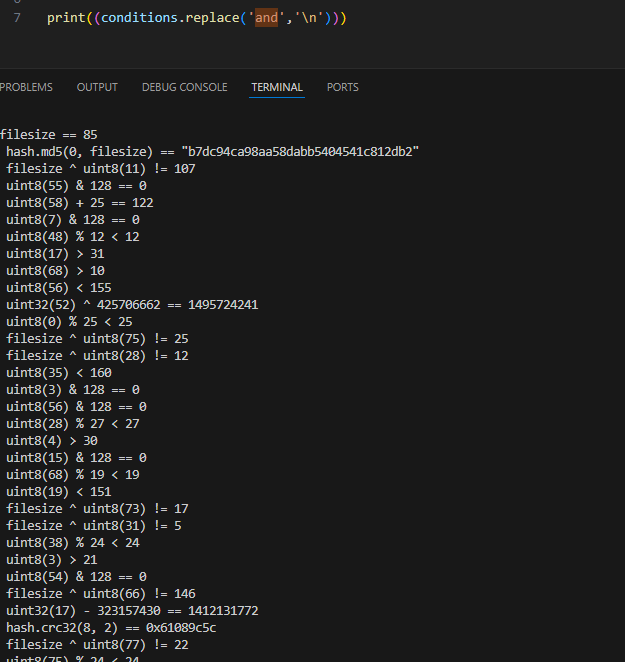 7 print((conditions.replace('and','\n')))
PROBLEMS OUTPUT DEBUG CONSOLE TERMINAL PORTS
filesize == 85
hash.md5(0, filesize) == "b7dc94ca98aa58dabb5404541c812db2"
filesize ^ uint8(11) != 107
uint8(55) & 128 == 0
uint8(58) + 25 == 122
uint8(7) & 128 == 0
uint8(48) % 12 < 12
uint8(17) > 31
uint8(68) > 10
uint8(56) < 155
uint32(52) ^ 425706662 == 1495724241
uint8(0) % 25 < 25
filesize ^ uint8(75) != 25
filesize ^ uint8(28) != 12
uint8(35) < 160
uint8(3) & 128 == 0
uint8(56) & 128 == 0
uint8(28) % 27 < 27
uint8(4) > 30
uint8(15) & 128 == 0
uint8(68) % 19 < 19
uint8(19) < 151
filesize ^ uint8(73) != 17
filesize ^ uint8(31) != 5
uint8(38) % 24 < 24
uint8(3) > 21
uint8(54) & 128 == 0
filesize ^ uint8(66) != 146
uint32(17) - 323157430 == 1412131772
hash.crc32(8, 2) == 0x61089c5c
filesize ^ uint8(77) != 22
uint8(75) % 24 < 24